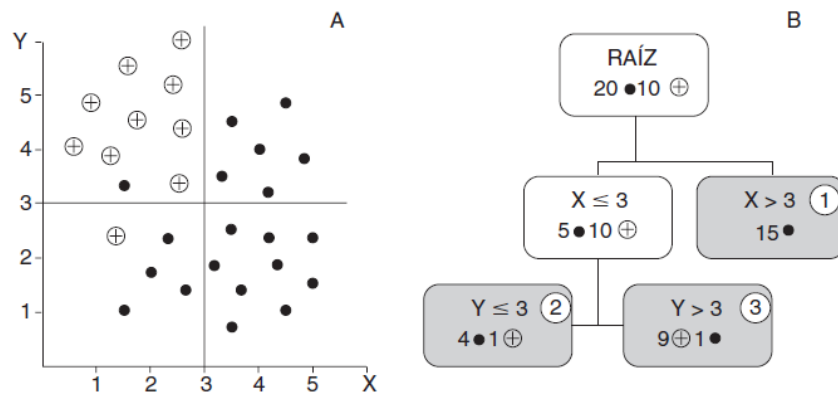 A
Y
6
5
4
3
2
1
1 2 3 4 5 X
B
RAÍZ
20 ● 10 ⊕
X ≤ 3
5 ● 10 ⊕
X > 3 1
15 ●
Y ≤ 3 2
4 ● 1 ⊕
Y > 3 3
9 ⊕ 1 ●